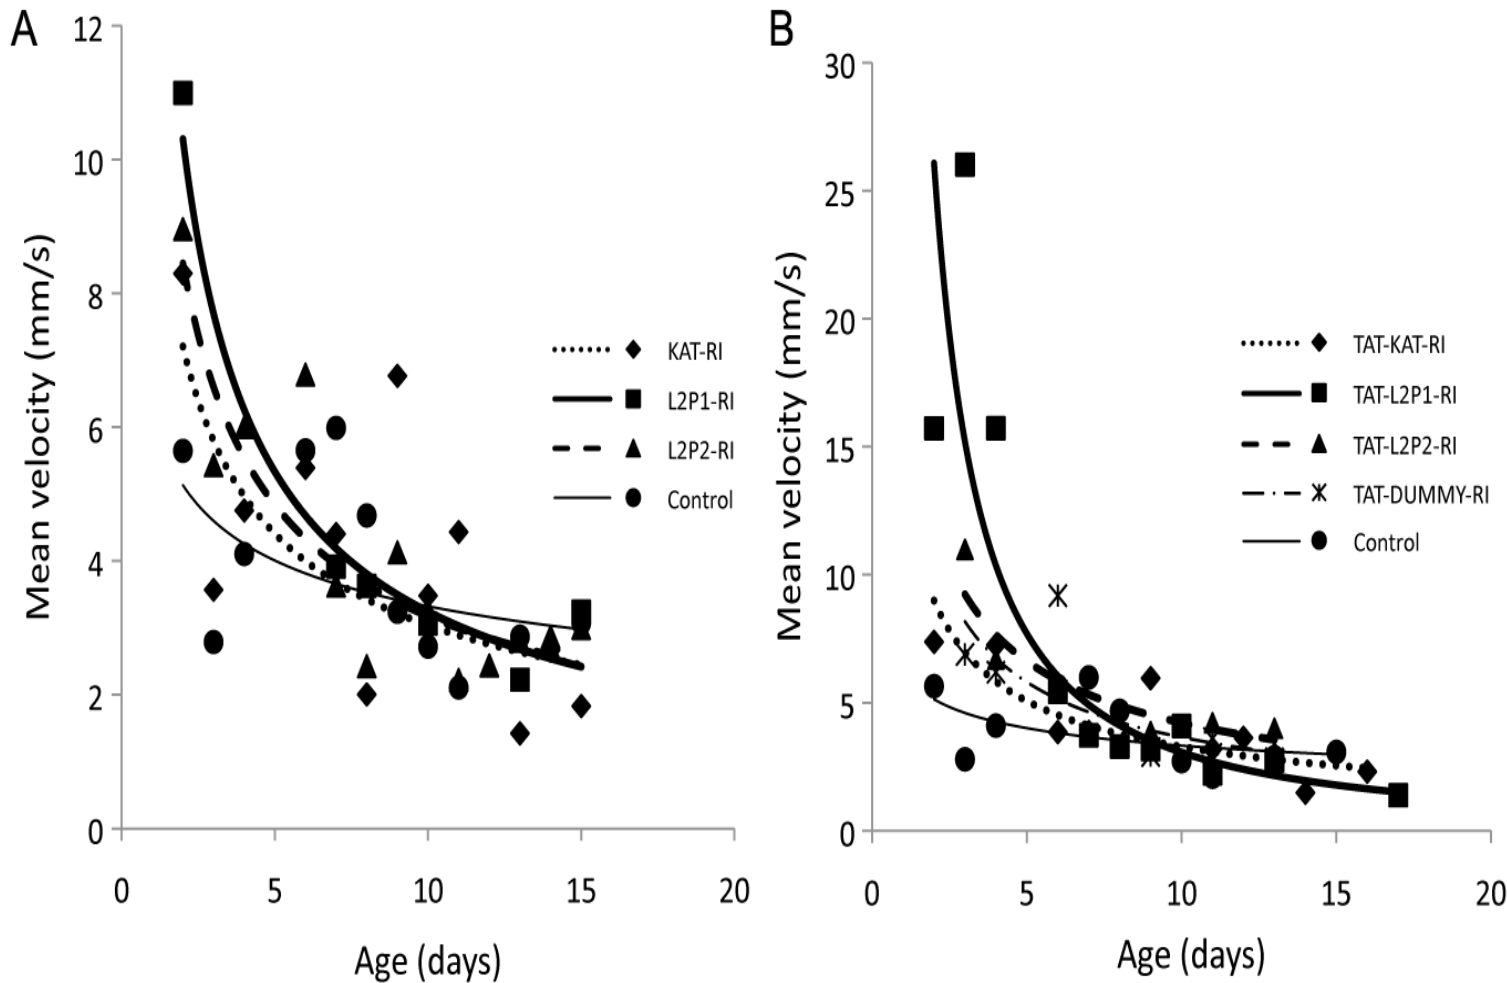 A
12
10
8
6
4
2
0
0 5 10 15 20
Mean velocity (mm/s)
Age (days)
KAT-RI
L2P1-RI
L2P2-RI
Control
B
30
25
20
15
10
5
0
0 5 10 15 20
Mean velocity (mm/s)
Age (days)
TAT-KAT-RI
TAT-L2P1-RI
TAT-L2P2-RI
TAT-DUMMY-RI
Control